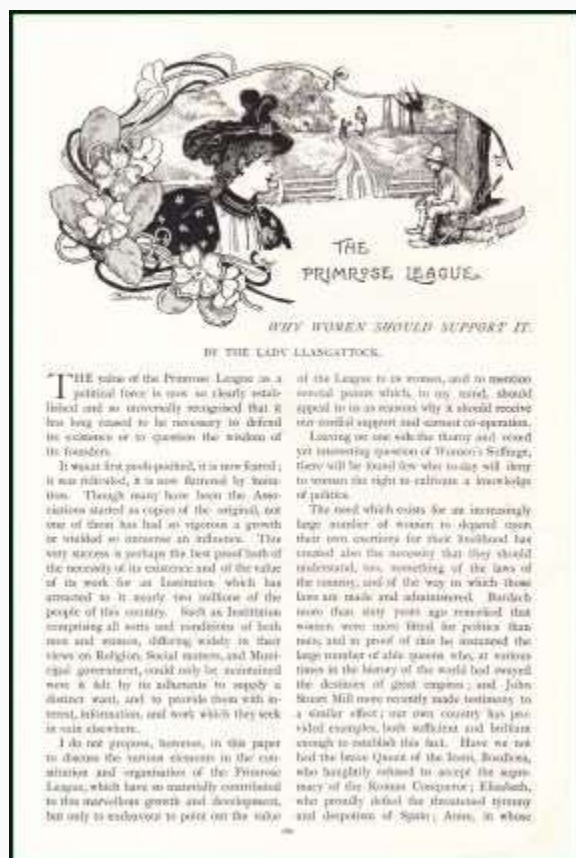 THE
PRIMROSE LEAGUE.
WHY WOMEN SHOULD SUPPORT IT.
BY THE LADY LLANGATTOCK.
THE value of the Primrose League as a
political force is now so clearly estab-
lished and so universally recognised that it
has long ceased to be necessary to defend
its existence or to question the wisdom of
its founders.
It was at first pooh-poohed, it is now feared;
it was ridiculed, it is now flattered by Imita-
tion. Though many have been the Asso-
ciations started as copies of the original, not
one of them has had so vigorous a growth
or wielded so immense an influence. This
very success is perhaps the best proof both of
the necessity of its existence and of the value
of its work for an Institution which has
attracted to it nearly two millions of the
people of this country. Such an Institution
comprising all sorts and conditions of both
men and women, differing widely in their
views on Religion, Social matters, and Muni-
cipal government, could only be maintained
were it felt by its adherents to supply a
distinct want, and to provide them with in-
terest, information, and work which they seek
in vain elsewhere.
I do not propose, however, in this paper
to discuss the various elements in the con-
stitution and organisation of the Primrose
League, which have so materially contributed
to this marvellous growth and development,
but only to endeavour to point out the value
of the League to its women, and to mention
several points which, to my mind, should
appeal to us as reasons why it should receive
our cordial support and earnest co-operation.
Leaving on one side the thorny and vexed
yet interesting question of Women's Suffrage,
there will be found few who to-day will deny
to women the right to cultivate a knowledge
of politics.
The need which exists for an increasingly
large number of women to depend upon
their own exertions for their livelihood has
created also the necessity that they should
understand, too, something of the laws of
the country, and of the way in which those
laws are made and administered. Burdach
more than sixty years ago remarked that
women were more fitted for politics than
men, and in proof of this he instanced the
large number of able queens who, at various
times in the history of the world had swayed
the destinies of great empires; and John
Stuart Mill more recently made testimony to
a similar effect; our own country has pro-
vided examples, both sufficient and brilliant
enough to establish this fact. Have we not
had the brave Queen of the Iceni, Boadicea,
who haughtily refused to accept the supre-
macy of the Roman Conqueror; Elizabeth,
who proudly defied the threatened tyranny
and despotism of Spain; Anne, in whose